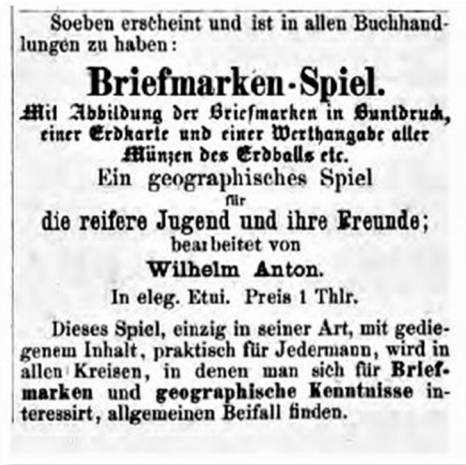 Soeben erscheint und ist in allen Buchhand-
lungen zu haben:
Briefmarken-Spiel.
Mit Abbildung der Briefmarken in Buntdruck,
einer Erdkarte und einer Werthangabe aller
Münzen des Erdballs etc.
Ein geographisches Spiel
für
die reifere Jugend und ihre Freunde;
bearbeitet von
Wilhelm Anton.
In eleg. Etui. Preis 1 Thlr.
Dieses Spiel, einzig in seiner Art, mit gedie-
genem Inhalt, praktisch für Jedermann, wird in
allen Kreisen, in denen man sich für Brief-
marken und geographische Kenntnisse in-
teressirt, allgemeinen Beifall finden.